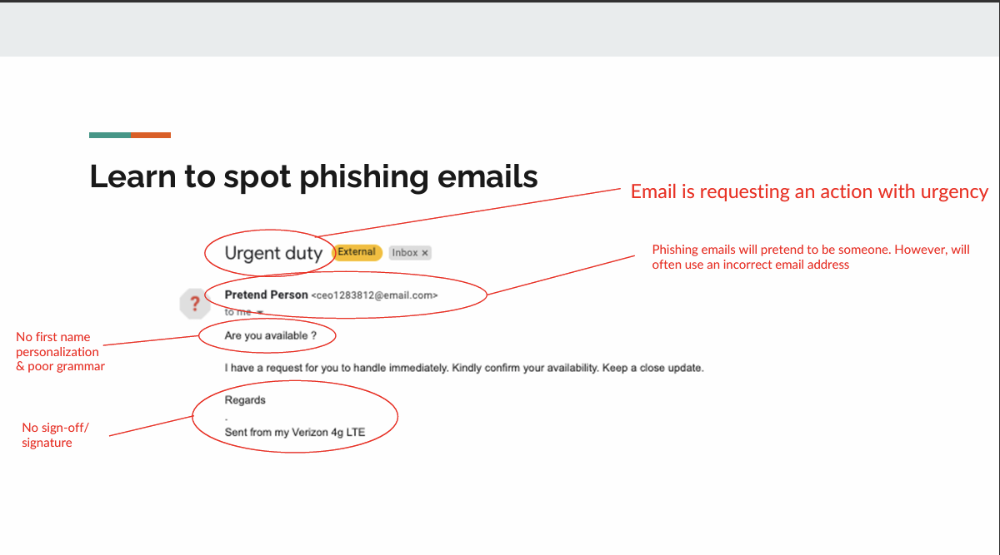 Learn to spot phishing emails
Email is requesting an action with urgency
Urgent duty External Inbox ×
Phishing emails will pretend to be someone. However, will
often use an incorrect email address
Pretend Person <ceo1283812@email.com>
?
to me
No first name
personalization
& poor grammar
Are you available ?
I have a request for you to handle immediately. Kindly confirm your availability. Keep a close update.
Regards
.
No sign-off/
signature
Sent from my Verizon 4g LTE